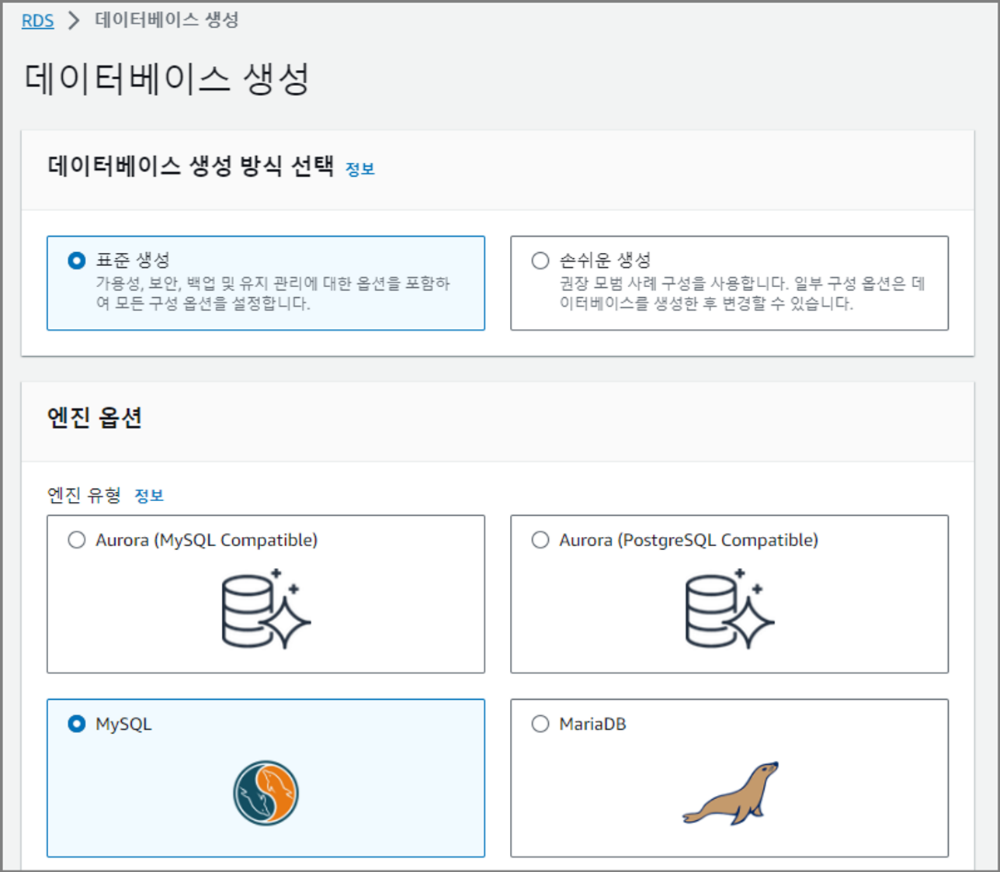 RDS > 데이터베이스 생성
데이터베이스 생성
데이터베이스 생성 방식 선택 정보
표준 생성
가용성, 보안, 백업 및 유지 관리에 대한 옵션을 포함하
여 모든 구성 옵션을 설정합니다.
손쉬운 생성
권장 모범 사례 구성을 사용합니다. 일부 구성 옵션은 데
이터베이스를 생성한 후 변경할 수 있습니다.
엔진 옵션
엔진 유형 정보
Aurora (MySQL Compatible)
Aurora (PostgreSQL Compatible)
MySQL
MariaDB